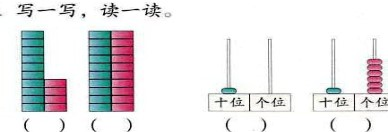 写一写，读一读。
十位 个位 十位 个位
（ ） （ ） （ ） （ ）